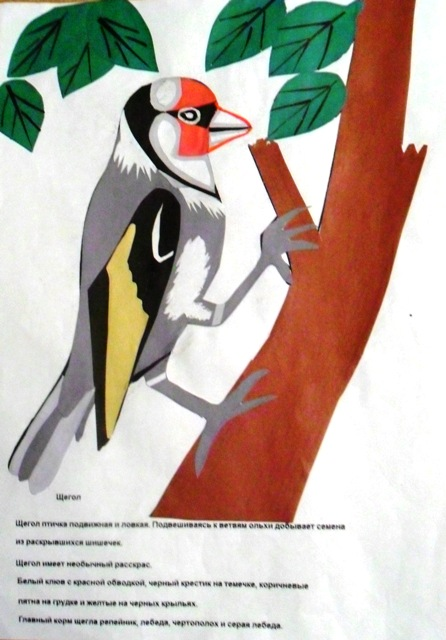 Щегол
Щегол птичка подвижная и ловкая. Подвешиваясь к ветвям ольхи добывает семена
из раскрывшихся шишечек.
Щегол имеет необычный расскрас.
Белый клюв с красной обводкой, черный крестик на темечке, коричневые
пятна на грудке и желтые на черных крыльях.
Главный корм щегла репейник, лебеда, чертополох и серая лебеда.